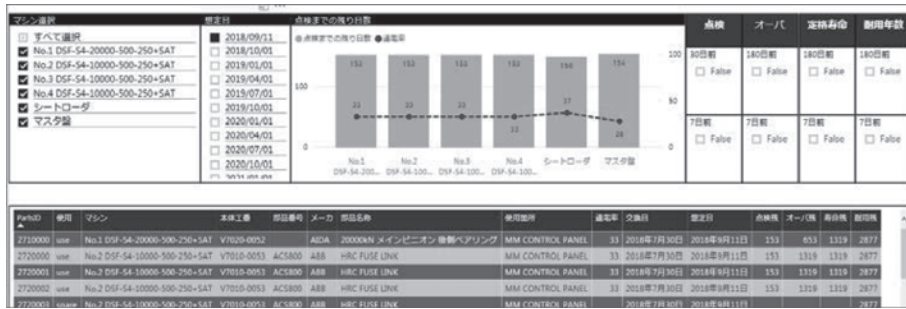 マシン選択
すべて選択
No.1 DSF-S4-20000-500-250+SAT
No.2 DSF-S4-10000-500-250+SAT
No.3 DSF-S4-10000-500-250+SAT
No.4 DSF-S4-10000-500-250+SAT
シートローダ
マスタ盤
想定日
2018/09/11
2018/10/01
2019/01/01
2019/04/01
2019/07/01
2019/10/01
2020/01/01
2020/04/01
2020/07/01
2020/10/01
2021/01/01
点検までの残り日数
点検までの残り日数 通電率
100 0
153 153 153 153 150 154
33 33 33 33 37 26
100 50
No.1 DSF-S4-200...
No.2 DSF-S4-100...
No.3 DSF-S4-100...
No.4 DSF-S4-100...
シートローダ
マスタ盤
点検 オーバ 定格寿命 耐用年数
30日前 180日前 180日前 180日前
False False False False
7日前 7日前 7日前 7日前
False False False False
PartsID 使用 マシン 本体工番 部品番号 メーカ 部品名称 使用箇所 通電率 交換日 想定日 点検残 オーバ残 寿命残 耐用残
2710000 use No.1 DSF-S4-20000-500-250+SAT V7020-0052 AIDA 20000kN メインピニオン 後側ベアリング MM CONTROL PANEL 33 2018年7月30日 2018年9月11日 153 653 1319 2877
2720000 use No.2 DSF-S4-10000-500-250+SAT V7010-0053 ACS800 ABB HRC FUSE LINK MM CONTROL PANEL 33 2018年7月30日 2018年9月11日 153 1319 1319 2877
2720001 use No.2 DSF-S4-10000-500-250+SAT V7010-0053 ACS800 ABB HRC FUSE LINK MM CONTROL PANEL 33 2018年7月30日 2018年9月11日 153 1319 1319 2877
2720002 use No.2 DSF-S4-10000-500-250+SAT V7010-0053 ACS800 ABB HRC FUSE LINK MM CONTROL PANEL 33 2018年7月30日 2018年9月11日 153 1319 1319 2877
2720003 spare No.2 DSF-S4-10000-500-250+SAT V7010-0053 ACS800 ABB HRC FUSE LINK MM CONTROL PANEL 2018年7月30日 2018年9月11日 2877